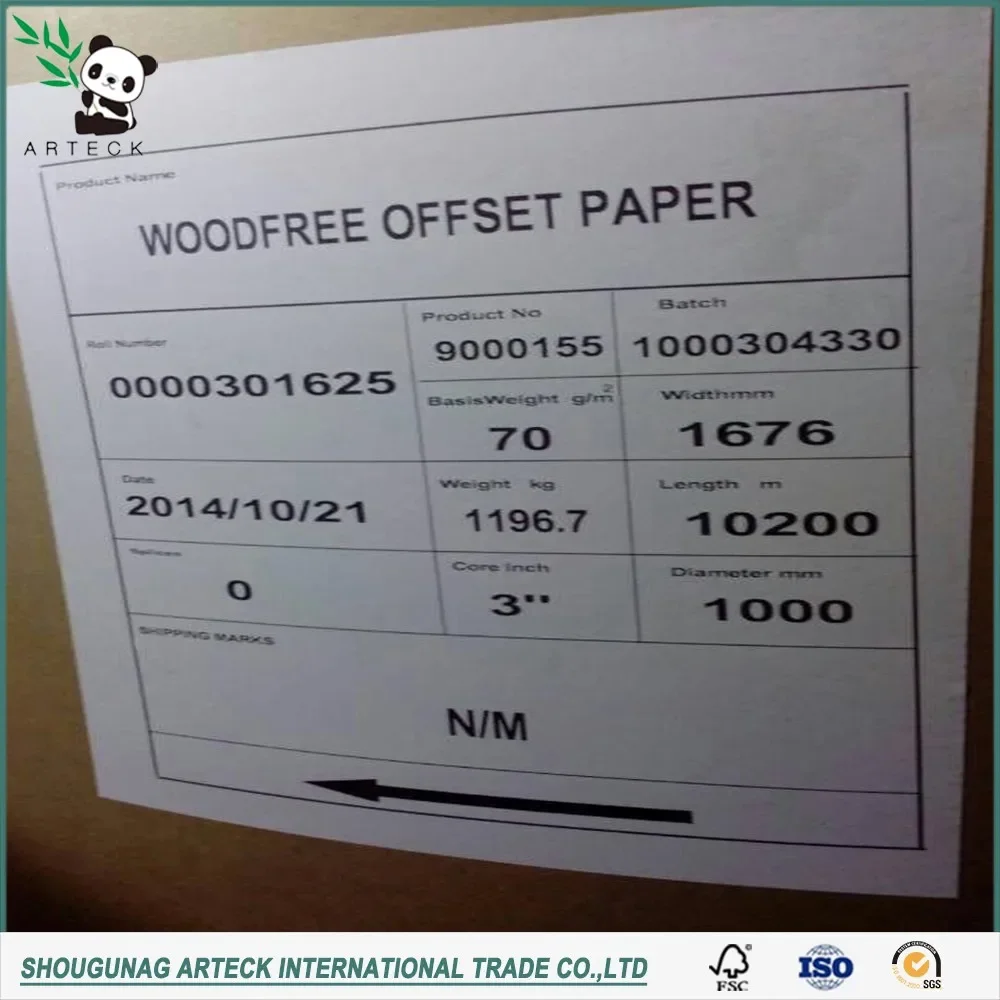 ARTECK
Product Name
WOODFREE OFFSET PAPER
Roll Number
0000301625
Product No
9000155
Batch
1000304330
BasisWeight g/m²
70
Widthmm
1676
Date
2014/10/21
Weight kg
1196.7
Length m
10200
0
Core Inch
3"
Diameter mm
1000
SHIPPING MARKS
N/M
SHOUGUNAG ARTECK INTERNATIONAL TRADE CO.,LTD
FSC
ISO
SGS